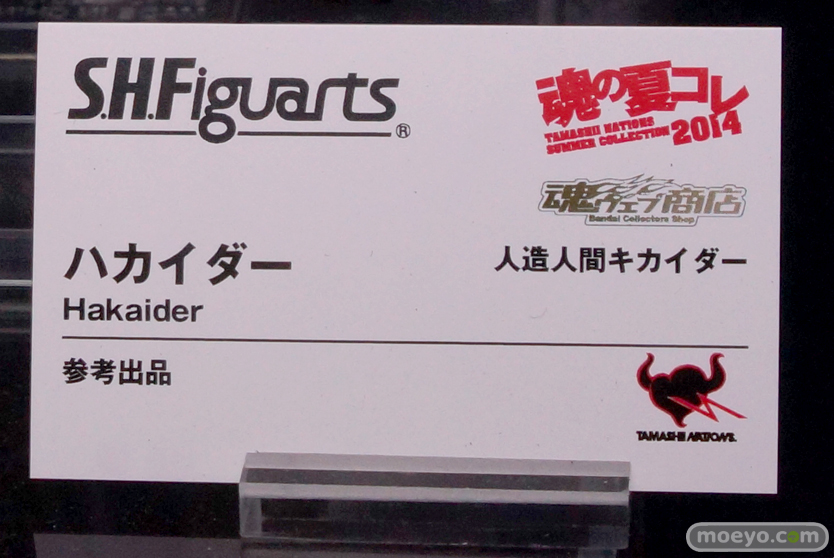 S.H.Figuarts®
魂の夏コレ
TAMASHII NATIONS
SUMMER COLLECTION 2014
魂ウェブ商店
Bandai Collectors Shop
ハカイダー
人造人間キカイダー
Hakaider
参考出品
TAMASHII NATIONS
moeyo.com